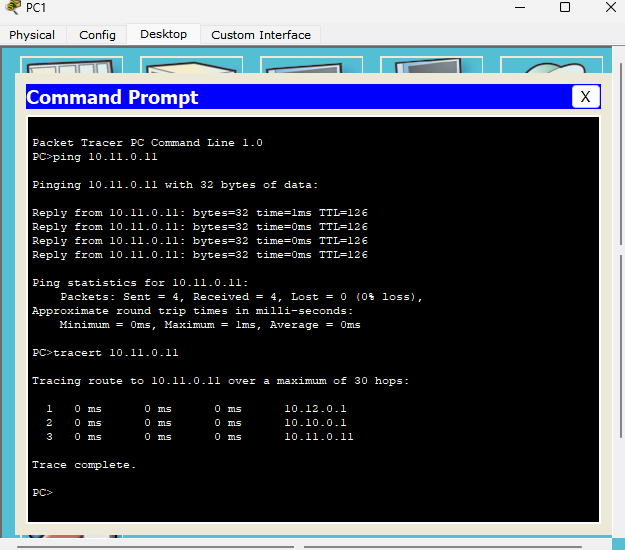 PC1
Physical Config Desktop Custom Interface
Command Prompt X
Packet Tracer PC Command Line 1.0
PC>ping 10.11.0.11
Pinging 10.11.0.11 with 32 bytes of data:
Reply from 10.11.0.11: bytes=32 time=1ms TTL=126
Reply from 10.11.0.11: bytes=32 time=0ms TTL=126
Reply from 10.11.0.11: bytes=32 time=0ms TTL=126
Reply from 10.11.0.11: bytes=32 time=0ms TTL=126
Ping statistics for 10.11.0.11:
Packets: Sent = 4, Received = 4, Lost = 0 (0% loss),
Approximate round trip times in milli-seconds:
Minimum = 0ms, Maximum = 1ms, Average = 0ms
PC>tracert 10.11.0.11
Tracing route to 10.11.0.11 over a maximum of 30 hops:
1 0 ms 0 ms 0 ms 10.12.0.1
2 0 ms 0 ms 0 ms 10.10.0.1
3 0 ms 0 ms 0 ms 10.11.0.11
Trace complete.
PC>